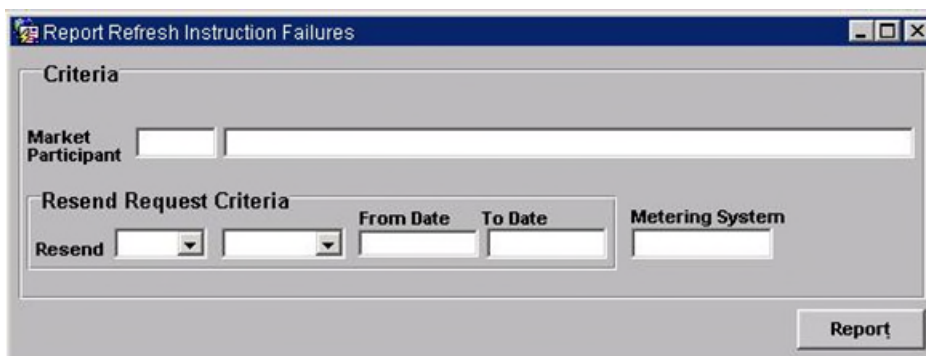 Report Refresh Instruction Failures
Criteria
Market
Participant
Resend Request Criteria
From Date To Date Metering System
Resend
Report